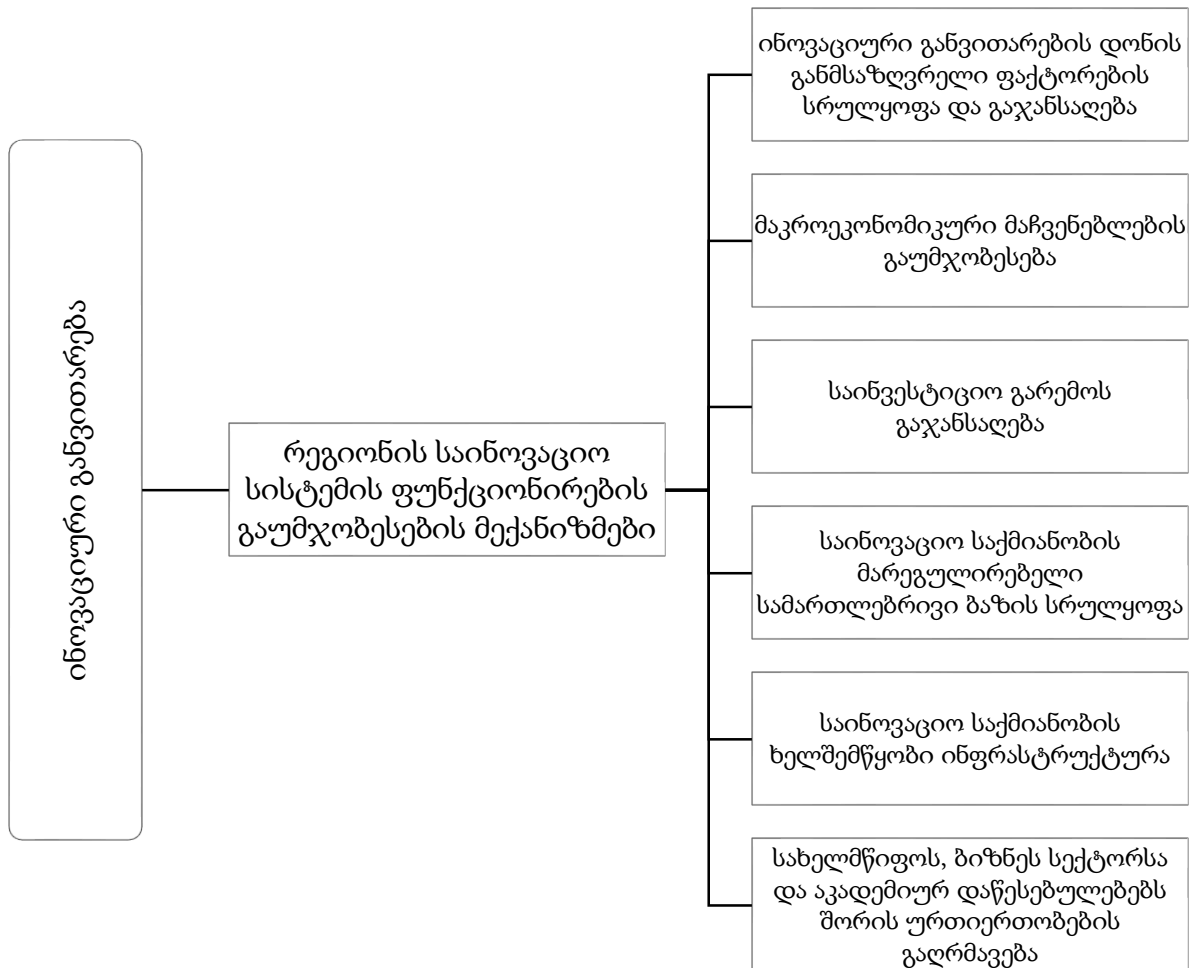 ინოვაციური განვითარება
რეგიონის საინოვაციო
სისტემის ფუნქციონირების
გაუმჯობესების მექანიზმები
ინოვაციური განვითარების დონის
განმსაზღვრელი ფაქტორების
სრულყოფა და გაჯანსაღება
მაკროეკონომიკური მაჩვენებლების
გაუმჯობესება
საინვესტიციო გარემოს
გაჯანსაღება
საინოვაციო საქმიანობის
მარეგულირებელი
სამართლებრივი ბაზის სრულყოფა
საინოვაციო საქმიანობის
ხელშემწყობი ინფრასტრუქტურა
სახელმწიფოს, ბიზნეს სექტორსა
და აკადემიურ დაწესებულებებს
შორის ურთიერთობების
გაღრმავება